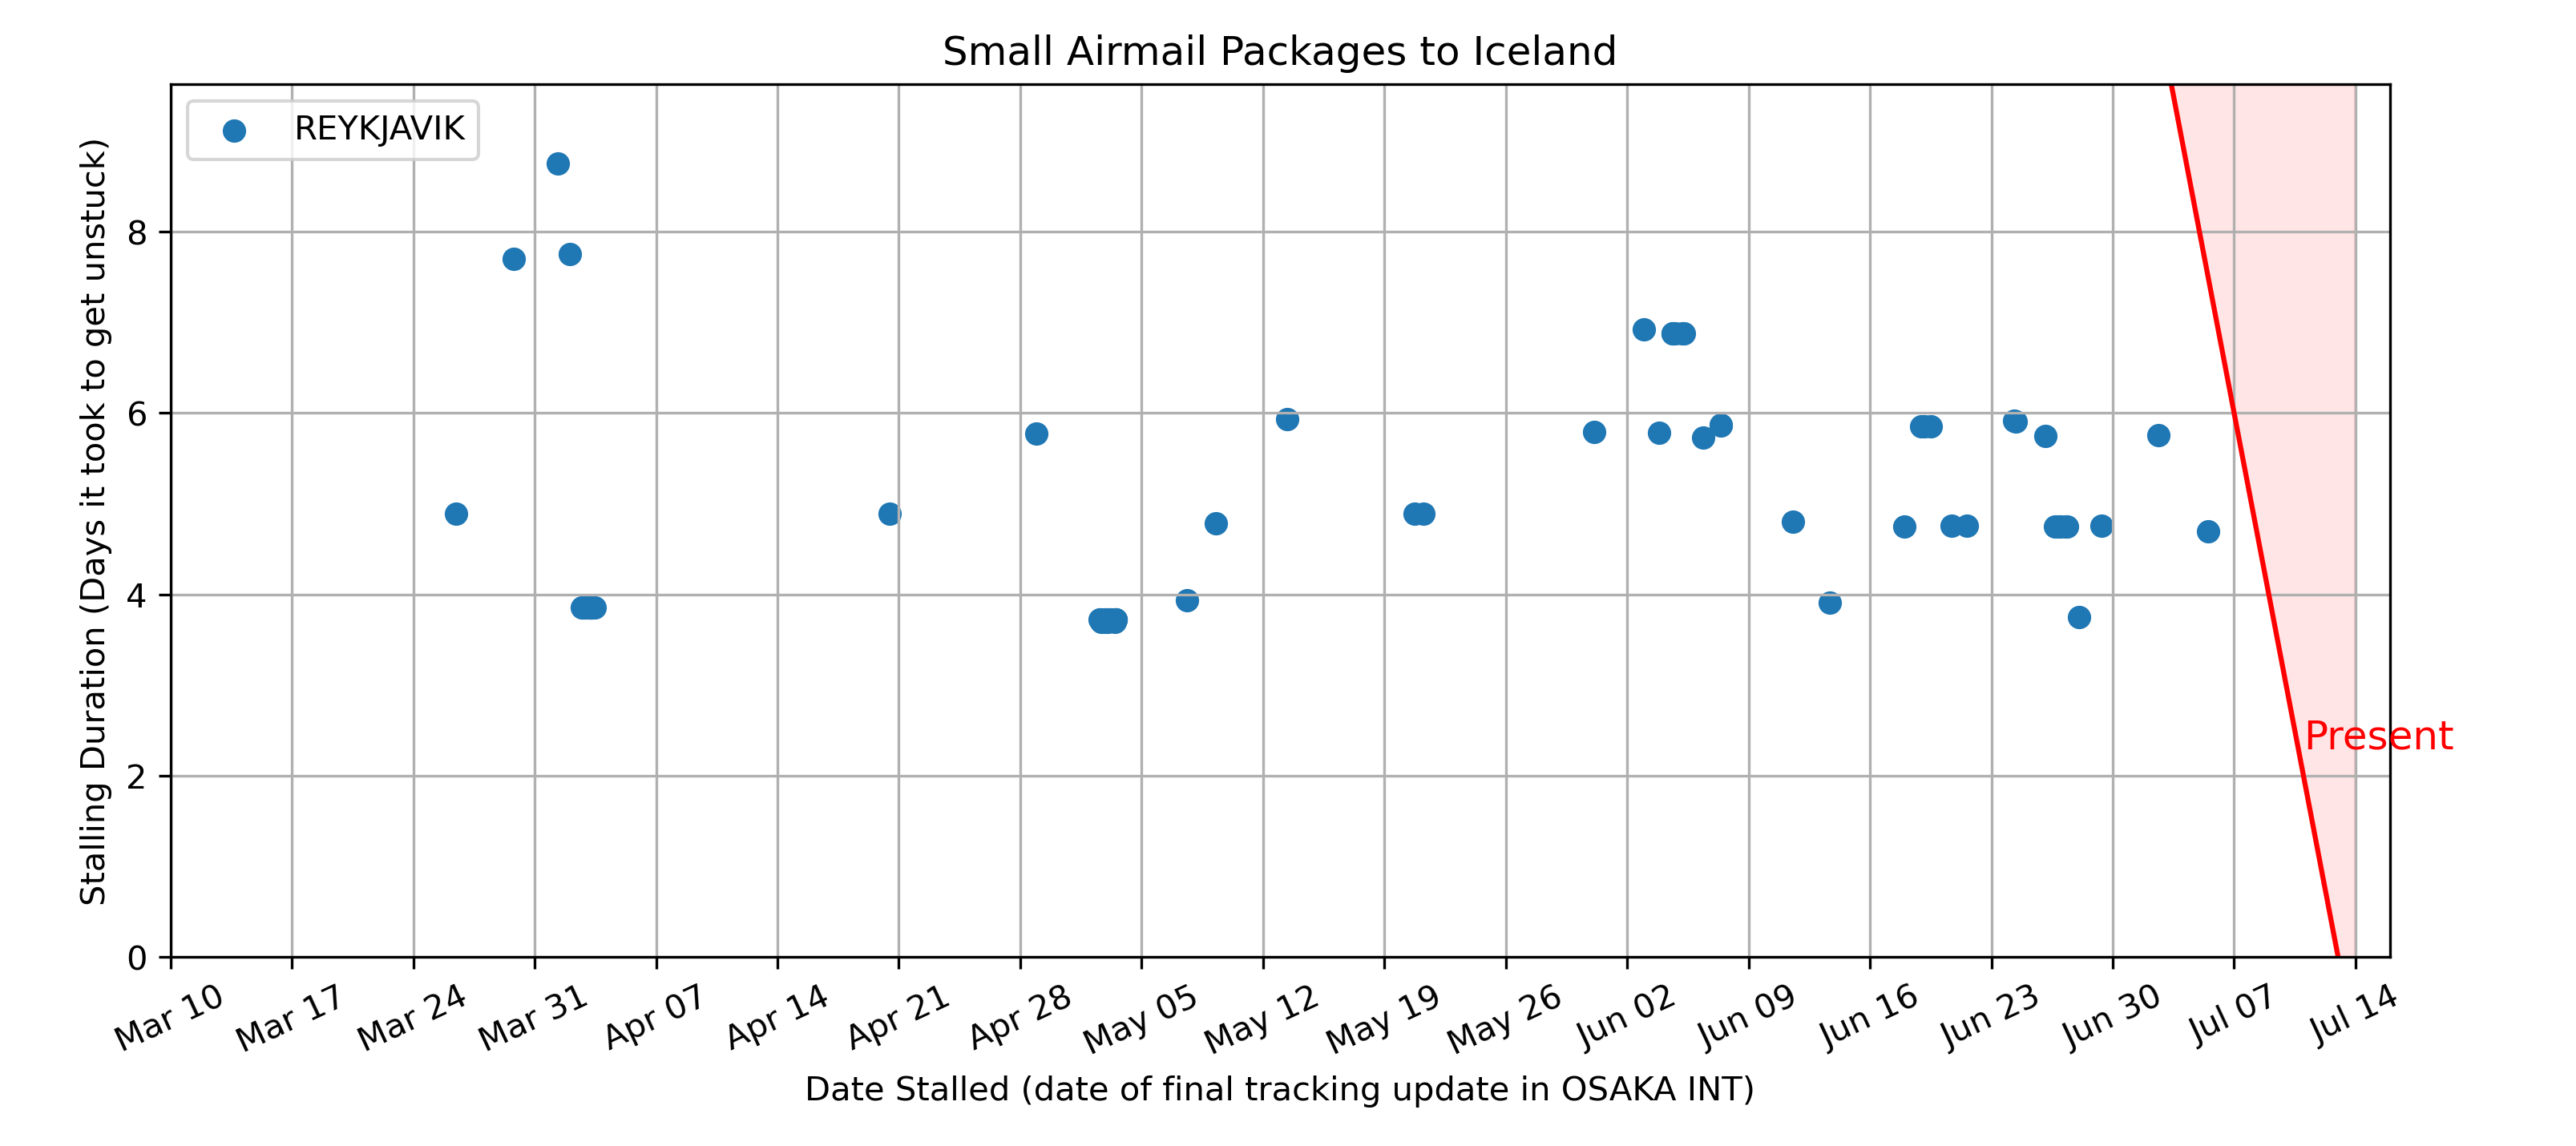 Small Airmail Packages to Iceland
REYKJAVIK
Stalling Duration (Days it took to get unstuck)
8
6
4
2
0
Present
Mar 10
Mar 17
Mar 24
Mar 31
Apr 07
Apr 14
Apr 21
Apr 28
May 05
May 12
May 19
May 26
Jun 02
Jun 09
Jun 16
Jun 23
Jun 30
Jul 07
Jul 14
Date Stalled (date of final tracking update in OSAKA INT)